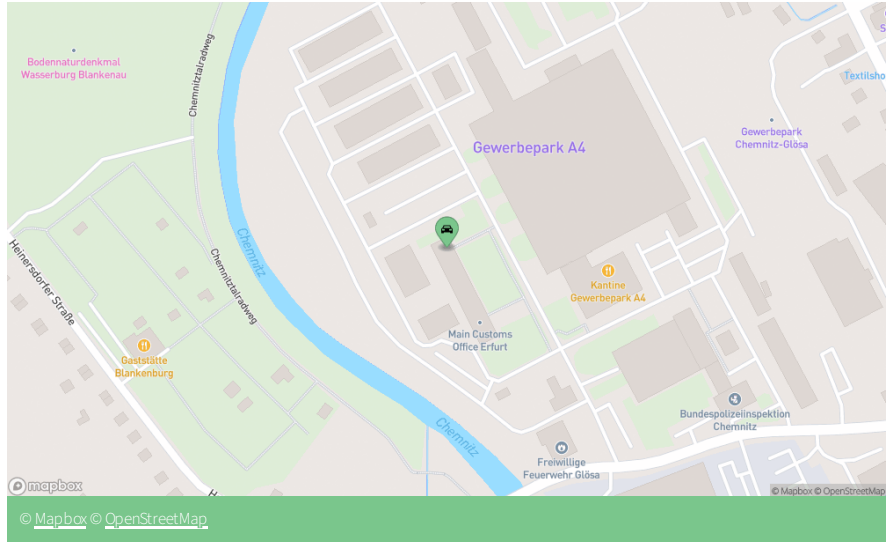 Bodennaturdenkmal
Wasserburg Blankenau
Chemnitztalradweg
Gewerbepark A4
Textilsho
Gewerbepark
Chemnitz-Glösa
Heinersdorfer Straße
Chemnitz
Chemnitztalradweg
Kantine
Gewerbepark A4
Main Customs
Office Erfurt
Gaststätte
Blankenburg
Bundespolizeiinspektion
Chemnitz
Chemnitz
Freiwillige
Feuerwehr Glösa
H
mapbox
© Mapbox © OpenStreetMap
© Mapbox © OpenStreetMap